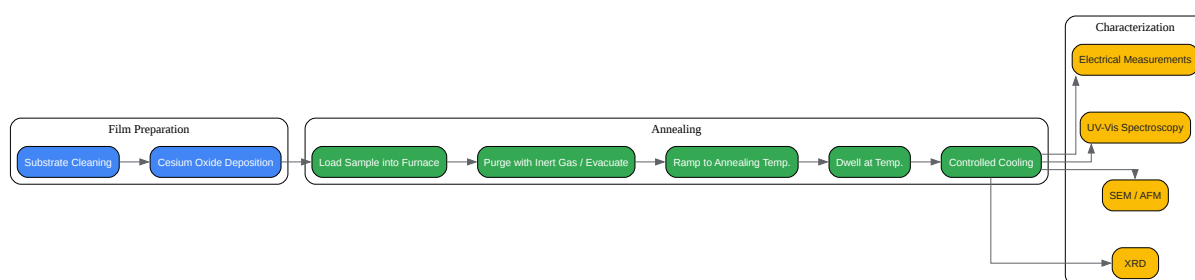 Film Preparation
Substrate Cleaning
Cesium Oxide Deposition
Annealing
Load Sample into Furnace
Purge with Inert Gas / Evacuate
Ramp to Annealing Temp.
Dwell at Temp.
Controlled Cooling
Characterization
Electrical Measurements
UV-Vis Spectroscopy
SEM / AFM
XRD